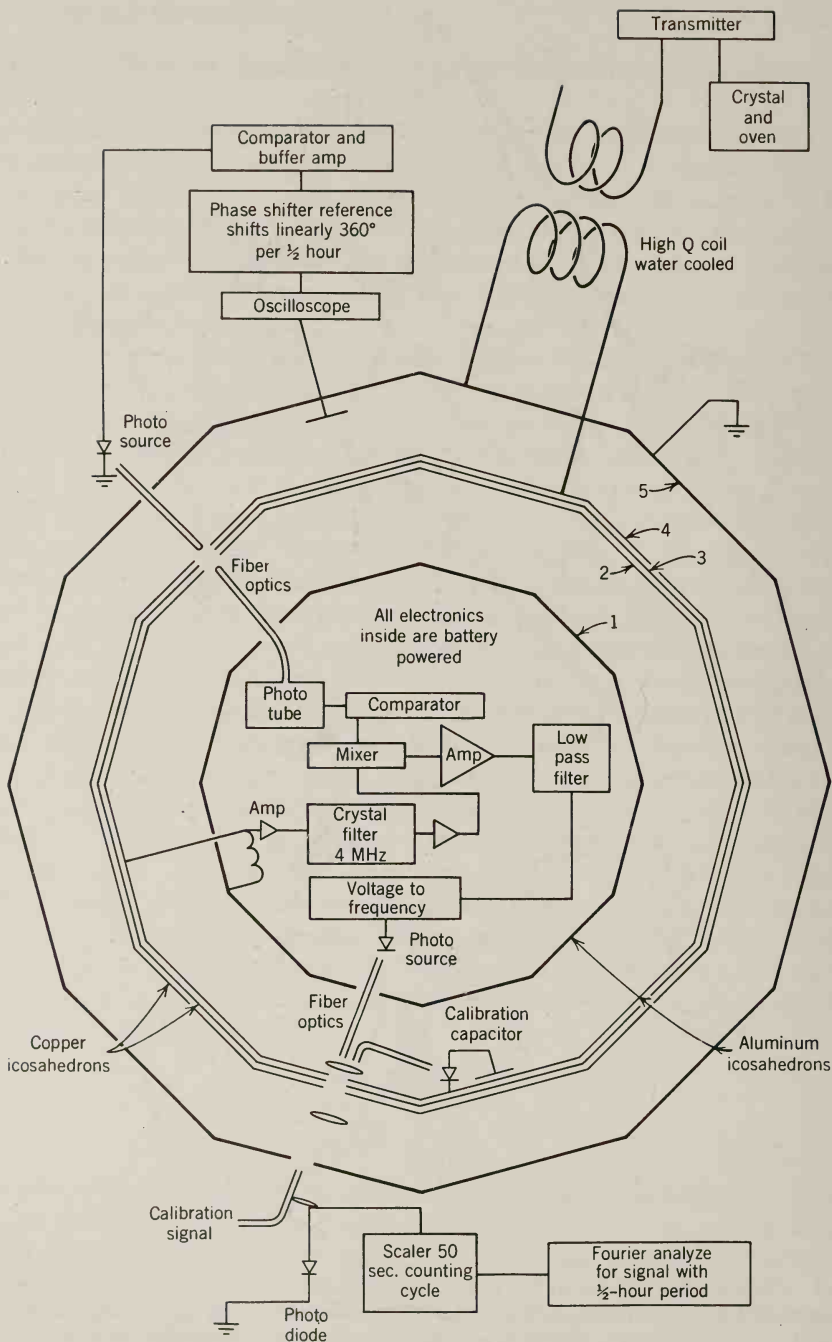 Transmitter
Crystal
and
oven
Comparator and
buffer amp
Phase shifter reference
shifts linearly 360°
per ½ hour
Oscilloscope
High Q coil
water cooled
Photo
source
5
4
3
2
Fiber
optics
1
All electronics
inside are battery
powered
Photo
tube
Comparator
Mixer
Amp
Low
pass
filter
Amp
Crystal
filter
4 MHz
Voltage to
frequency
Photo
source
Fiber
optics
Calibration
capacitor
Copper
icosahedrons
Aluminum
icosahedrons
Calibration
signal
Scaler 50
sec. counting
cycle
Fourier analyze
for signal with
½-hour period
Photo
diode